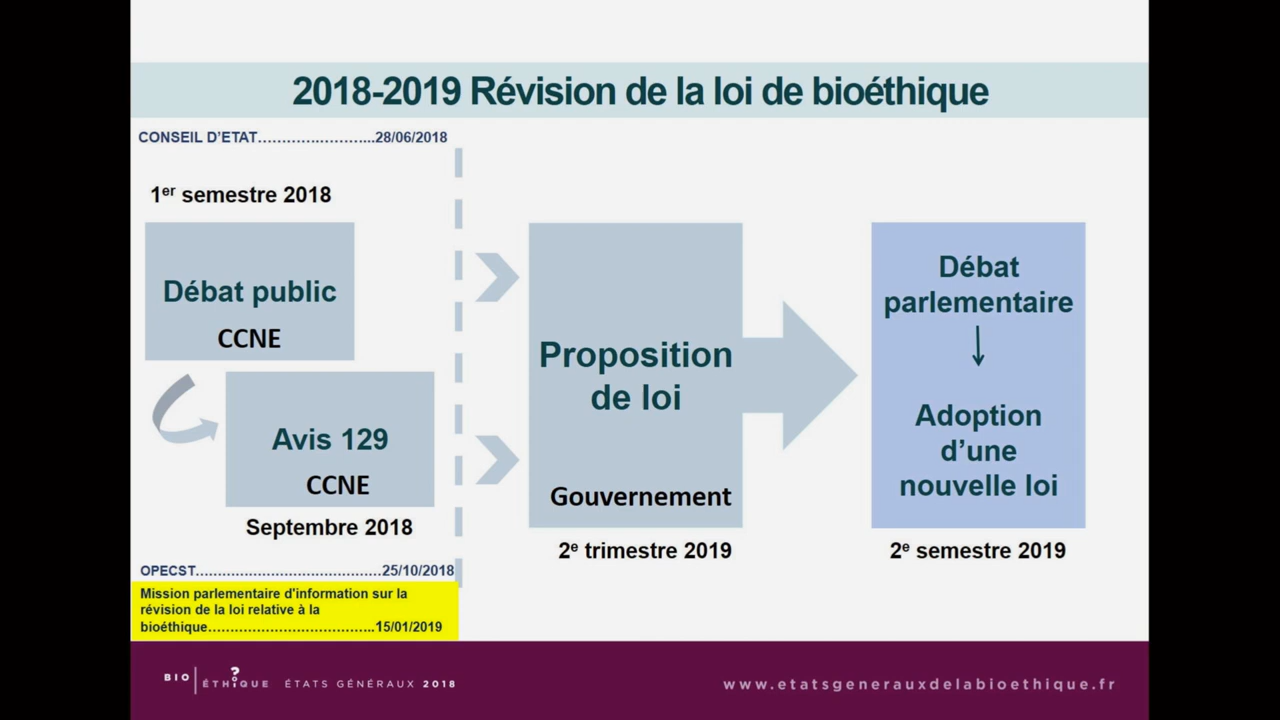 2018-2019 Révision de la loi de bioéthique
CONSEIL D'ETAT…………………...28/06/2018
1er semestre 2018
Débat public
CCNE
Avis 129
CCNE
Septembre 2018
OPECST…………………………………25/10/2018
Mission parlementaire d'information sur la
révision de la loi relative à la
bioéthique………………………………..15/01/2019
Proposition
de loi
Gouvernement
2e trimestre 2019
Débat
parlementaire
Adoption
d'une
nouvelle loi
2e semestre 2019
BIO ÉTHIQUE ÉTATS GÉNÉRAUX 2018
www.etatsgenerauxdelabioethique.fr